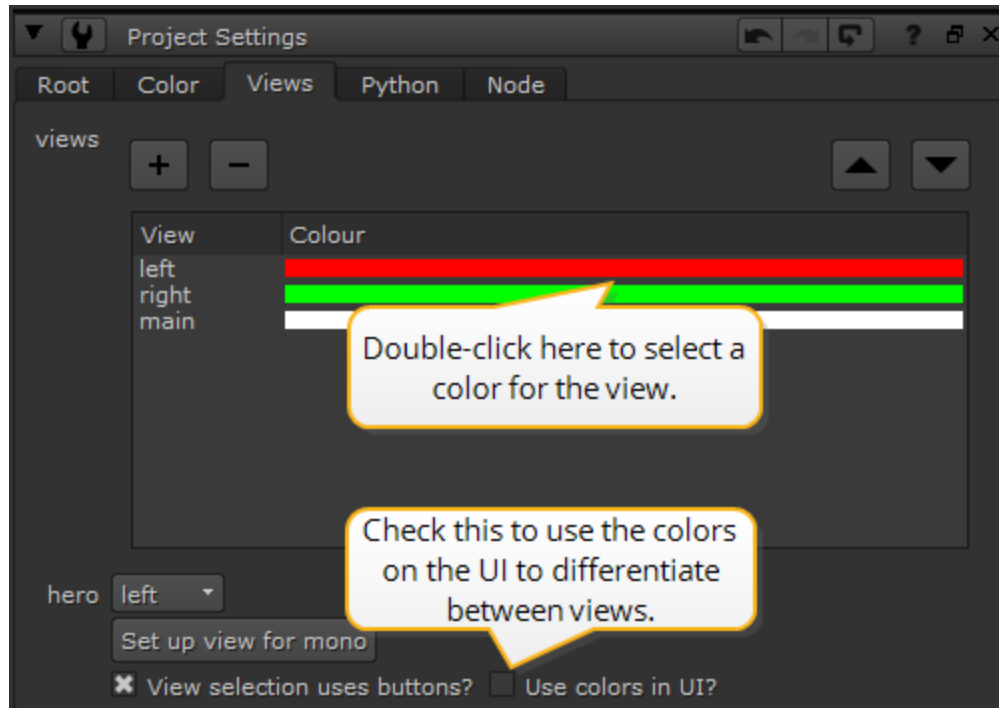 Project Settings
?
Root Color Views Python Node
views
+ −
View Colour
left
right
main
Double-click here to select a
color for the view.
Check this to use the colors
on the UI to differentiate
between views.
hero left
Set up view for mono
View selection uses buttons? Use colors in UI?